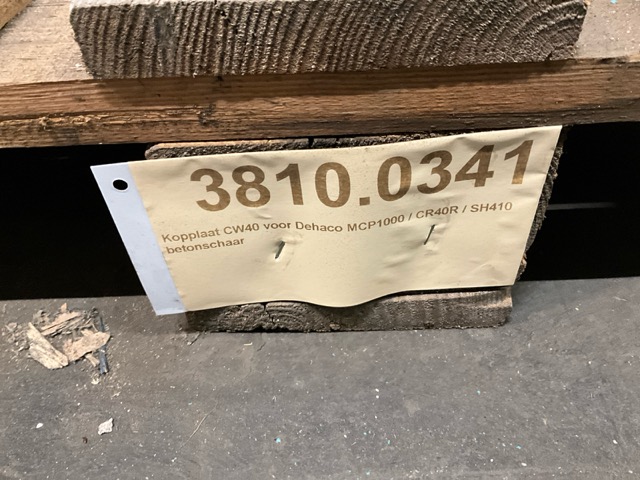 3810.0341
Kopplaat CW40 voor Dehaco MCP1000 / CR40R / SH410
betonschaar